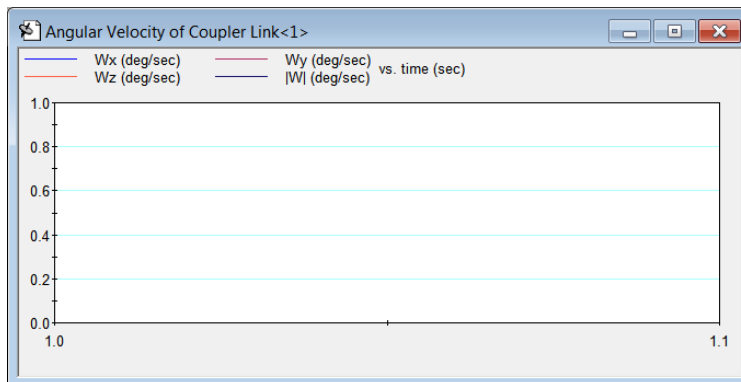 Angular Velocity of Coupler Link<1>
Wx (deg/sec) Wy (deg/sec) vs. time (sec)
Wz (deg/sec) |W| (deg/sec)
1.0
0.8
0.6
0.4
0.2
0.0
1.0 1.1